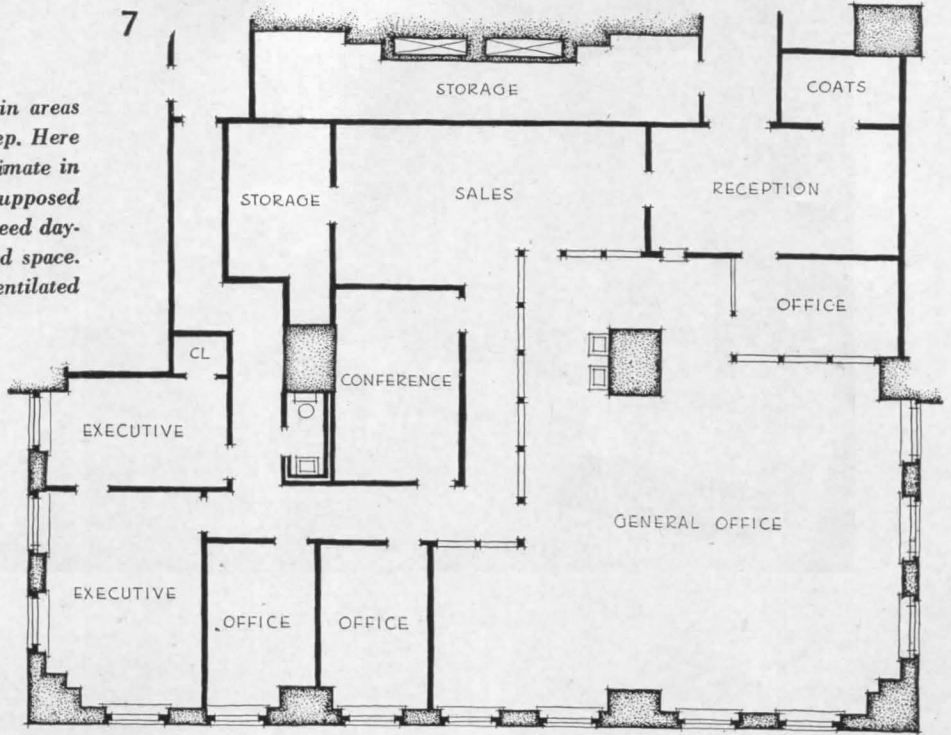 7
in areas
ep. Here
imate in
upposed
eed day-
d space.
entilated
STORAGE
COATS
STORAGE
SALES
RECEPTION
OFFICE
CL
CONFERENCE
EXECUTIVE
GENERAL OFFICE
EXECUTIVE
OFFICE
OFFICE